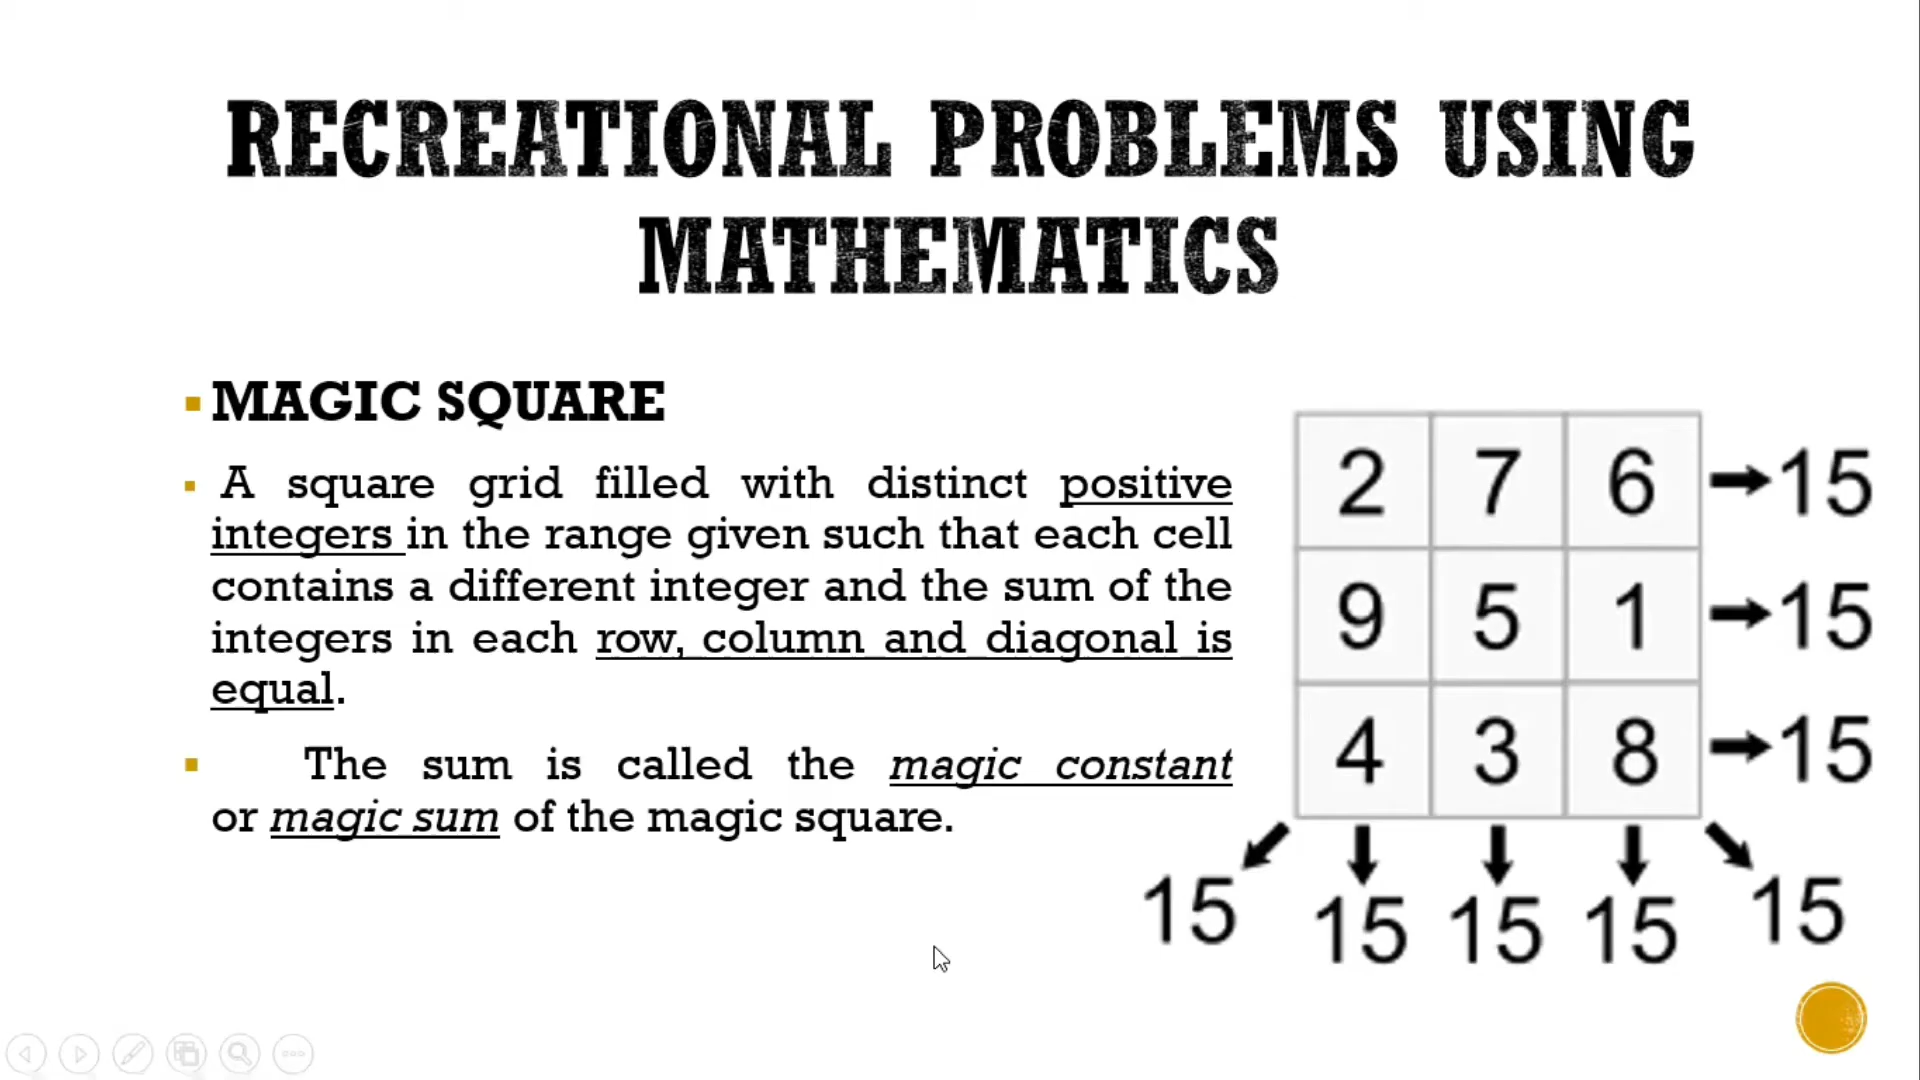 RECREATIONAL PROBLEMS USING
MATHEMATICS
MAGIC SQUARE
A square grid filled with distinct positive
integers in the range given such that each cell
contains a different integer and the sum of the
integers in each row, column and diagonal is
equal.
The sum is called the magic constant
or magic sum of the magic square.
2 7 6 15
9 5 1 15
4 3 8 15
15 15 15 15 15